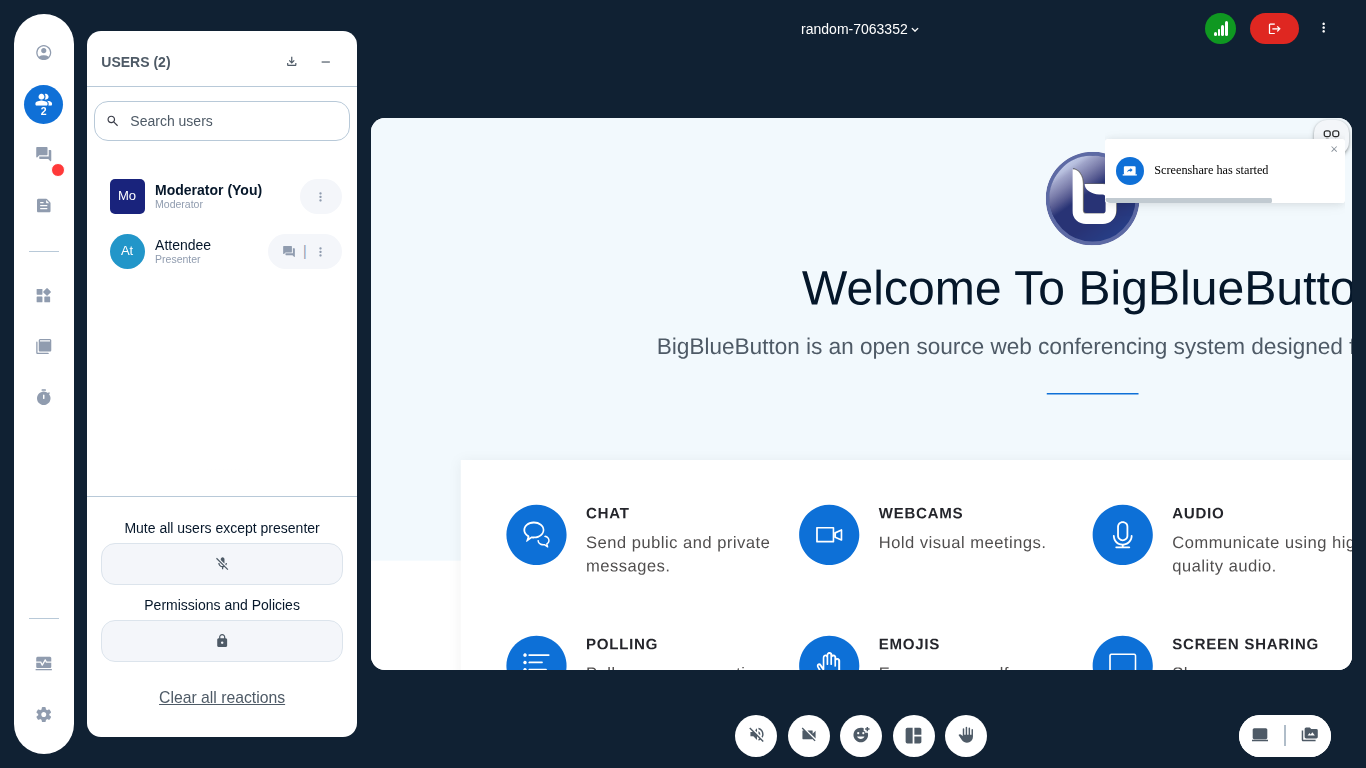 random-7063352
USERS (2)
2
Search users
Mo
Moderator (You)
Moderator
At
Attendee
Presenter
Mute all users except presenter
Permissions and Policies
Clear all reactions
Screenshare has started
Welcome To BigBlueButto
BigBlueButton is an open source web conferencing system designed
CHAT
Send public and private
messages.
WEBCAMS
Hold visual meetings.
AUDIO
Communicate using hig
quality audio.
POLLING
EMOJIS
SCREEN SHARING